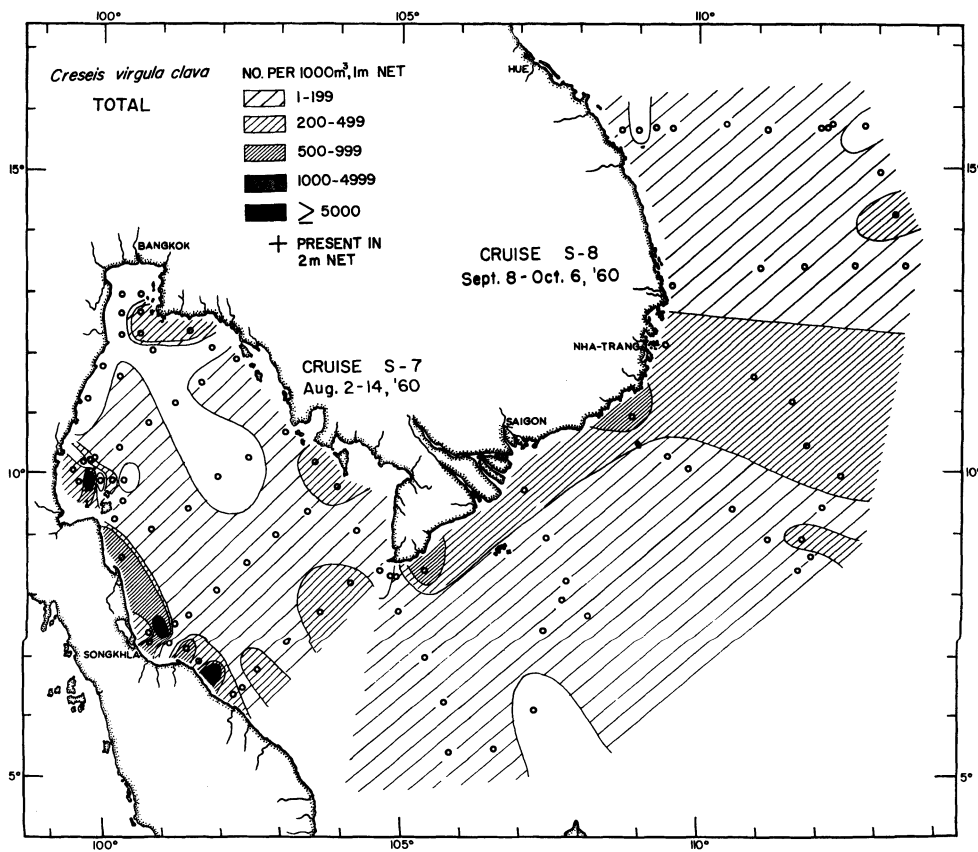 100°
105°
110°
Creseis virgula clava
TOTAL
NO. PER 1000m³, 1m NET
1-199
200-499
500-999
1000-4999
≥ 5000
+ PRESENT IN
2m NET
HUE
15°
15°
BANGKOK
CRUISE S-8
Sept. 8 - Oct. 6, '60
NHA-TRANG
CRUISE S-7
Aug. 2-14, '60
SAIGON
10°
10°
SONGKHLA
5°
5°
100°
105°
110°